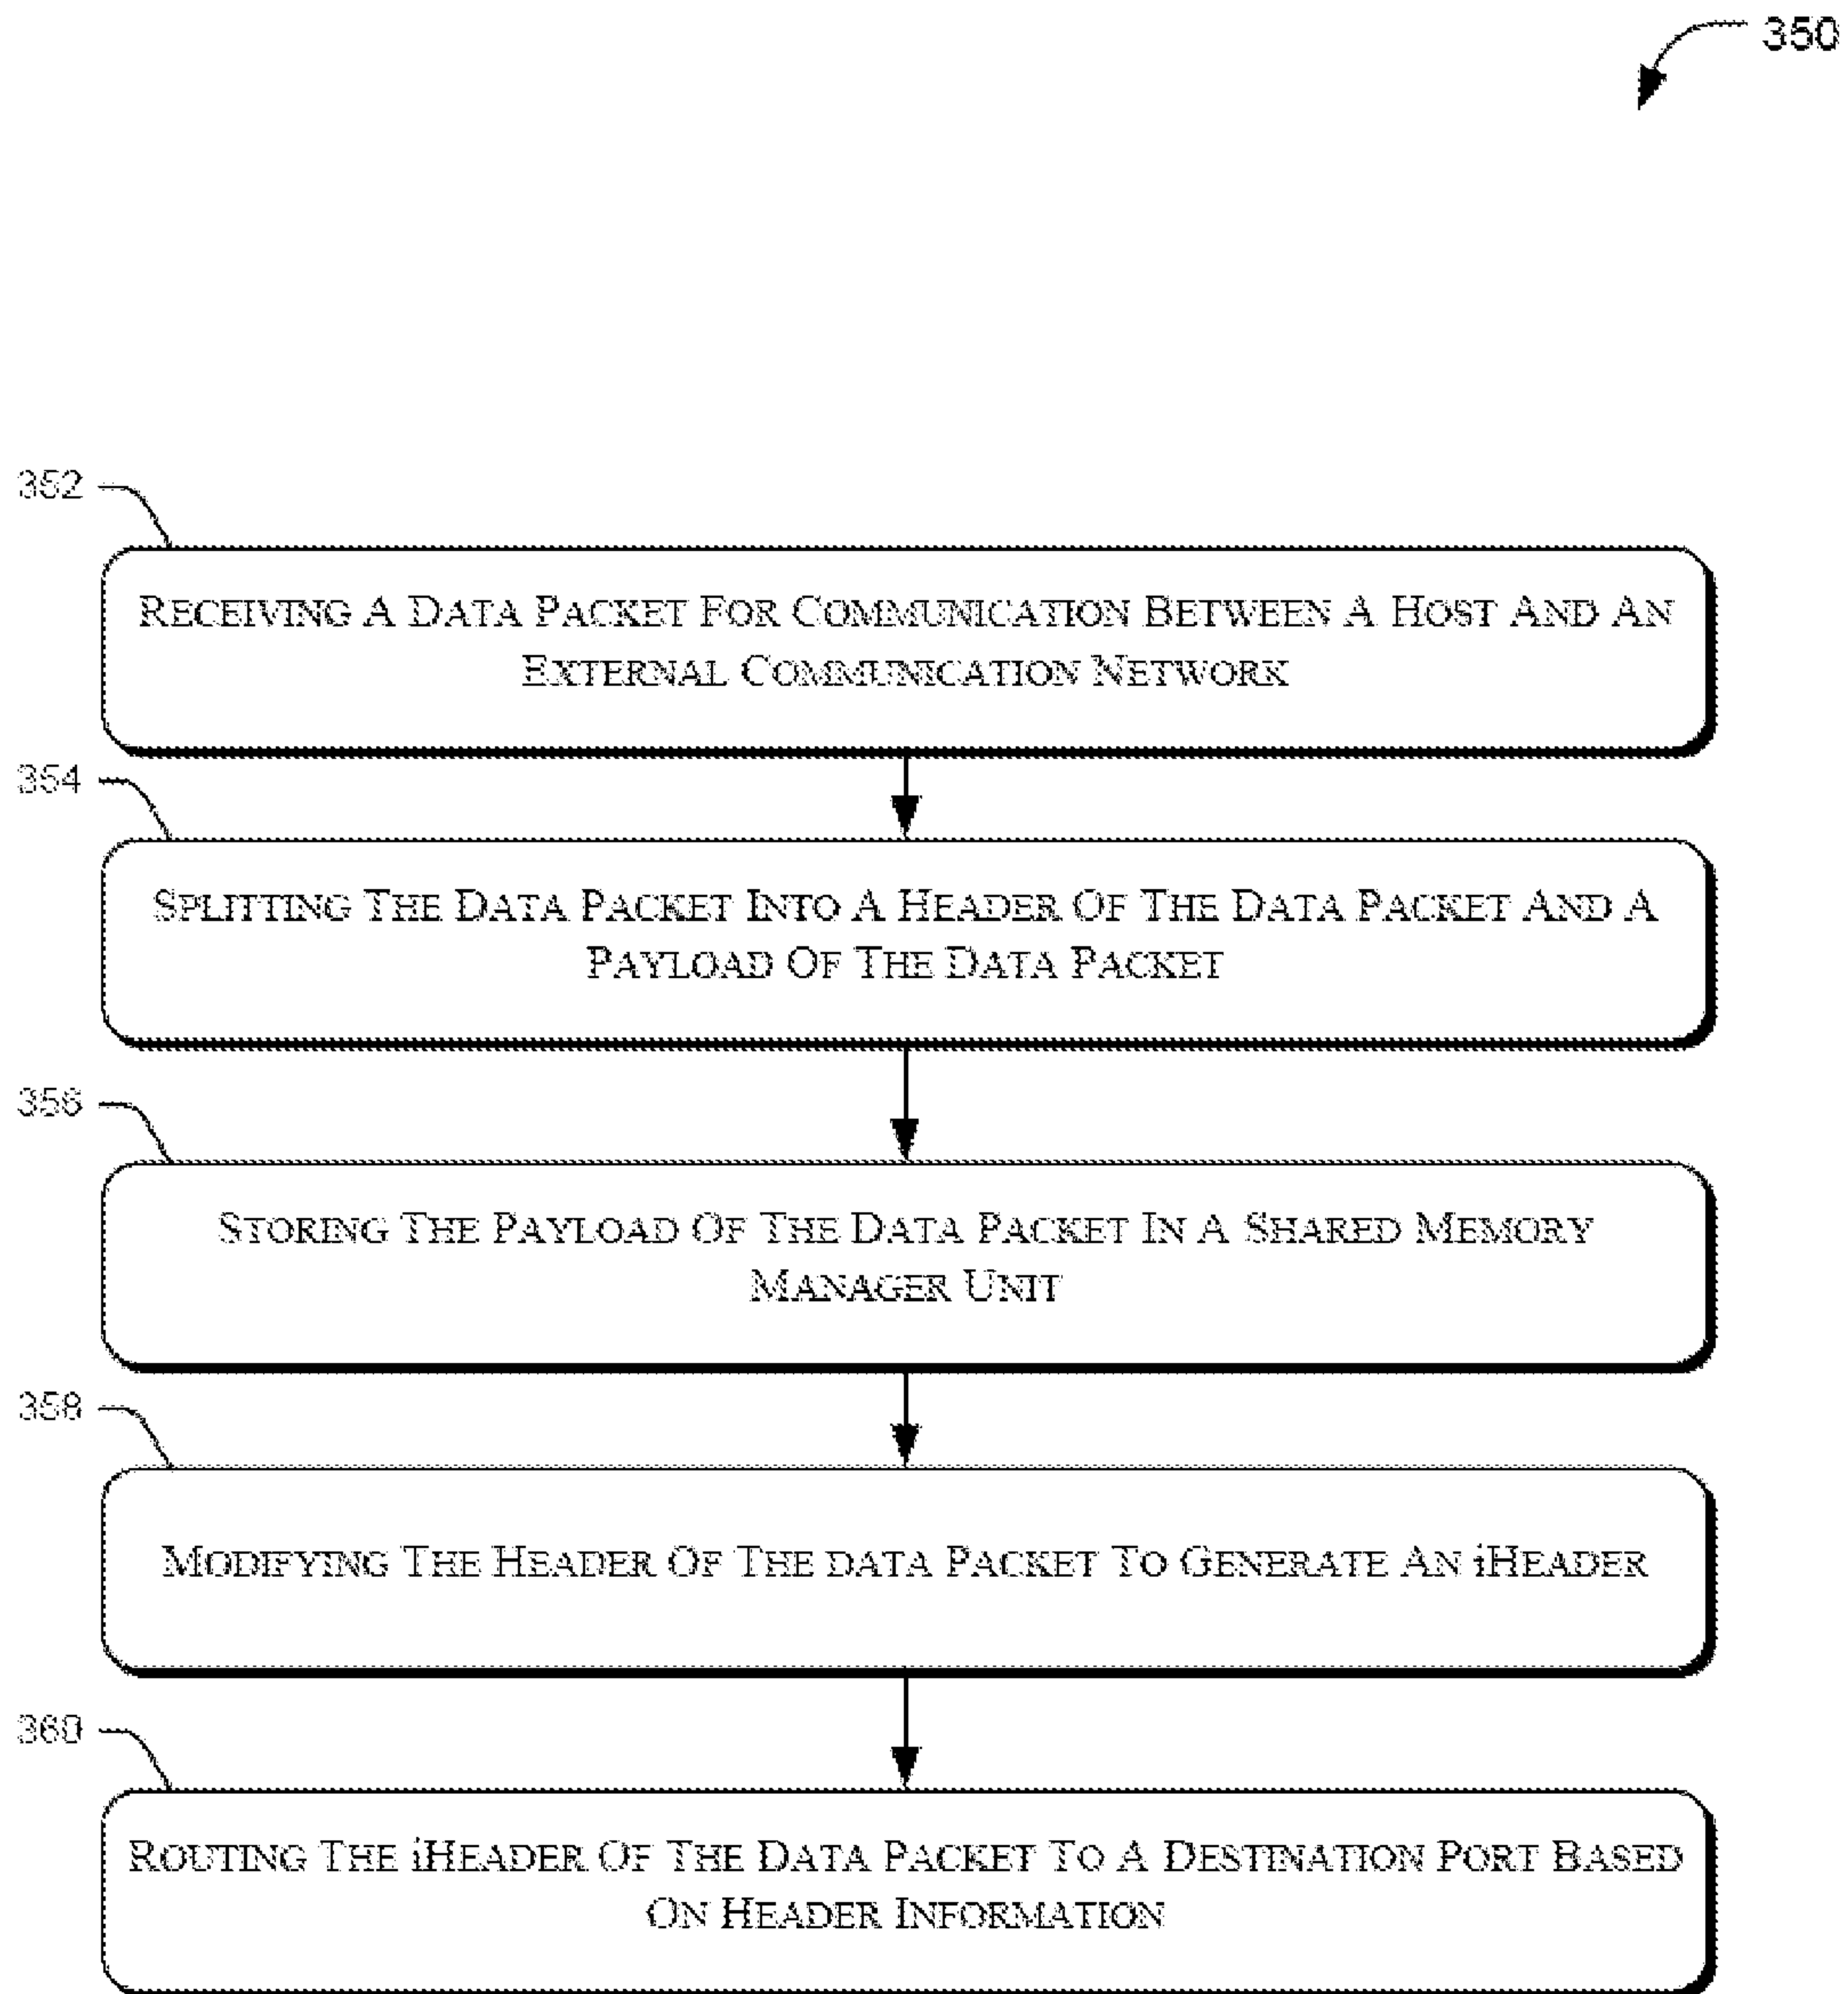 350
352
RECEIVING A DATA PACKET FOR COMMUNICATION BETWEEN A HOST AND AN
EXTERNAL COMMUNICATION NETWORK
354
SPLITTING THE DATA PACKET INTO A HEADER OF THE DATA PACKET AND A
PAYLOAD OF THE DATA PACKET
356
STORING THE PAYLOAD OF THE DATA PACKET IN A SHARED MEMORY
MANAGER UNIT
358
MODIFYING THE HEADER OF THE DATA PACKET TO GENERATE AN iHEADER
360
ROUTING THE iHEADER OF THE DATA PACKET TO A DESTINATION PORT BASED
ON HEADER INFORMATION